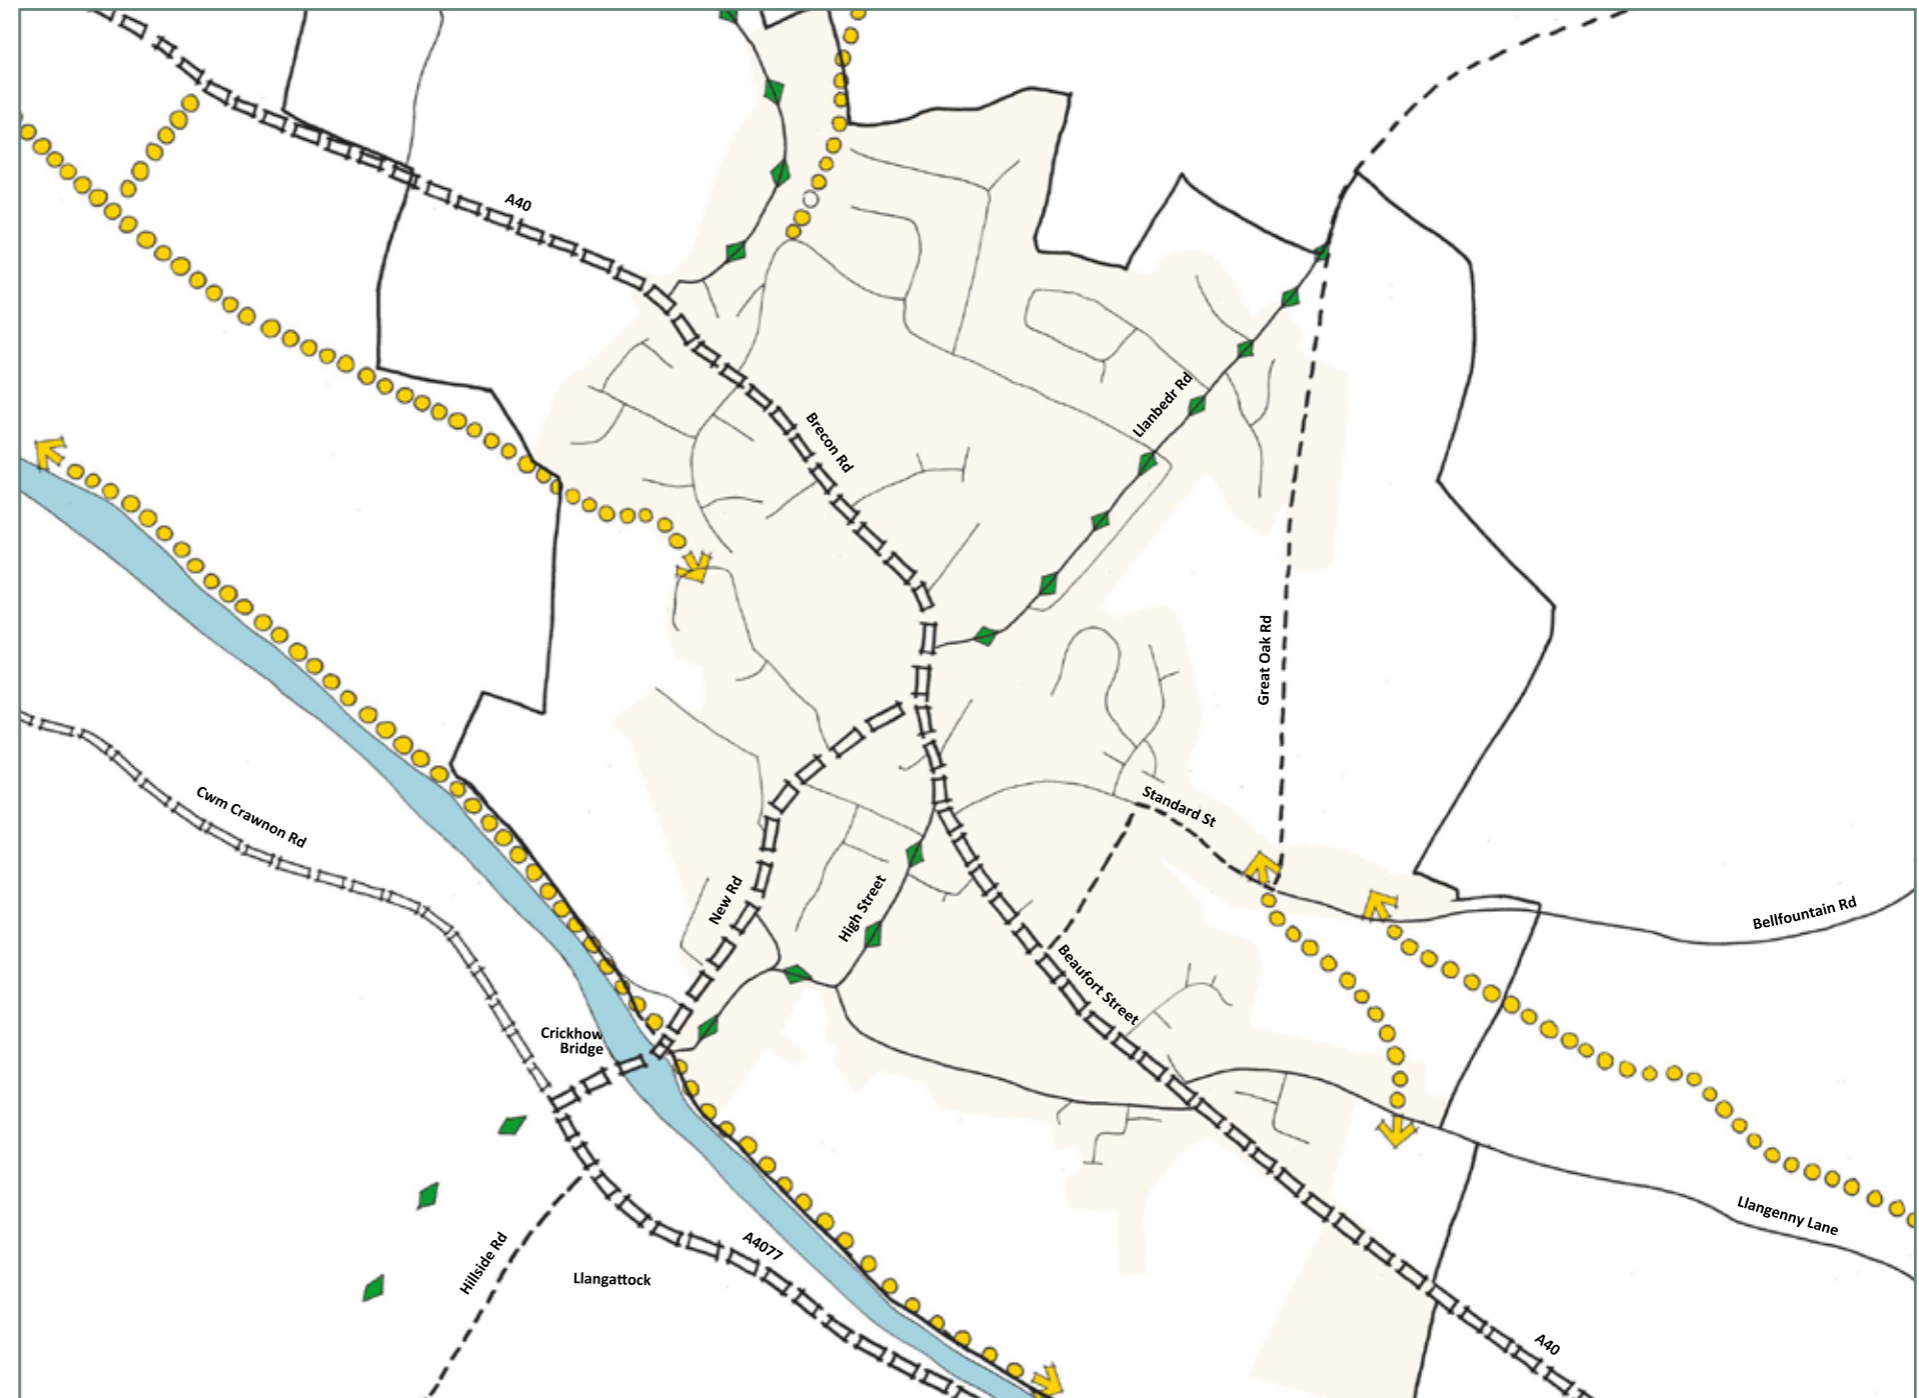 A40
Brecon Rd
Llanbedr Rd
Great Oak Rd
Cwm Crawnon Rd
Standard St
New Rd
High Street
Bellfountain Rd
Beaufort Street
Crickhow
Bridge
Llangenny Lane
Hillside Rd
A4077
Llangattock
A40